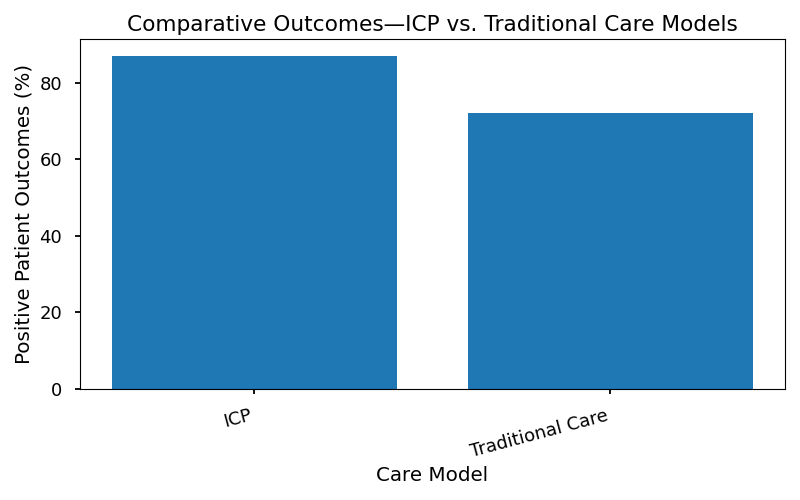 Comparative Outcomes—ICP vs. Traditional Care Models
Positive Patient Outcomes (%)
80
60
40
20
0
ICP
Traditional Care
Care Model